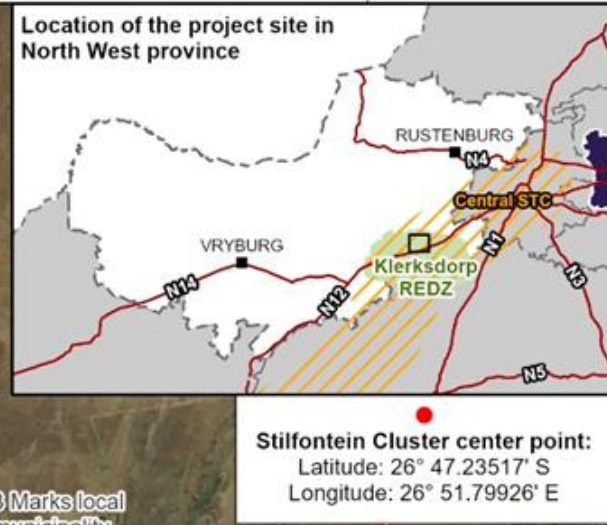 Location of the project site in
North West province
RUSTENBURG
N4
Central STC
VRYBURG
N1
Klerksdorp
REDZ
N14
N12
N3
N5
Stilfontein Cluster center point:
Latitude: 26° 47.23517' S
Longitude: 26° 51.79926' E
Marks local